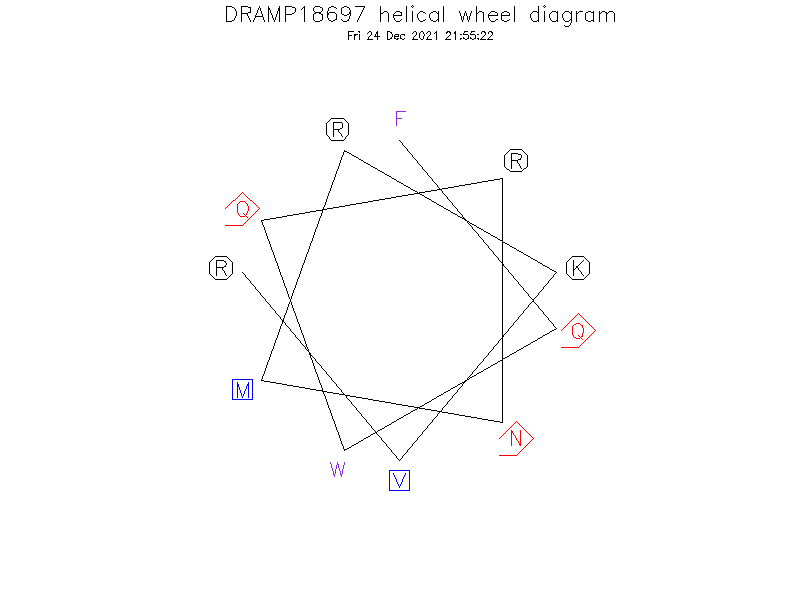 DRAMP18697 helical wheel diagram
Fri 24 Dec 2021 21:55:22
F
R
R
Q
R
K
Q
M
N
W
V